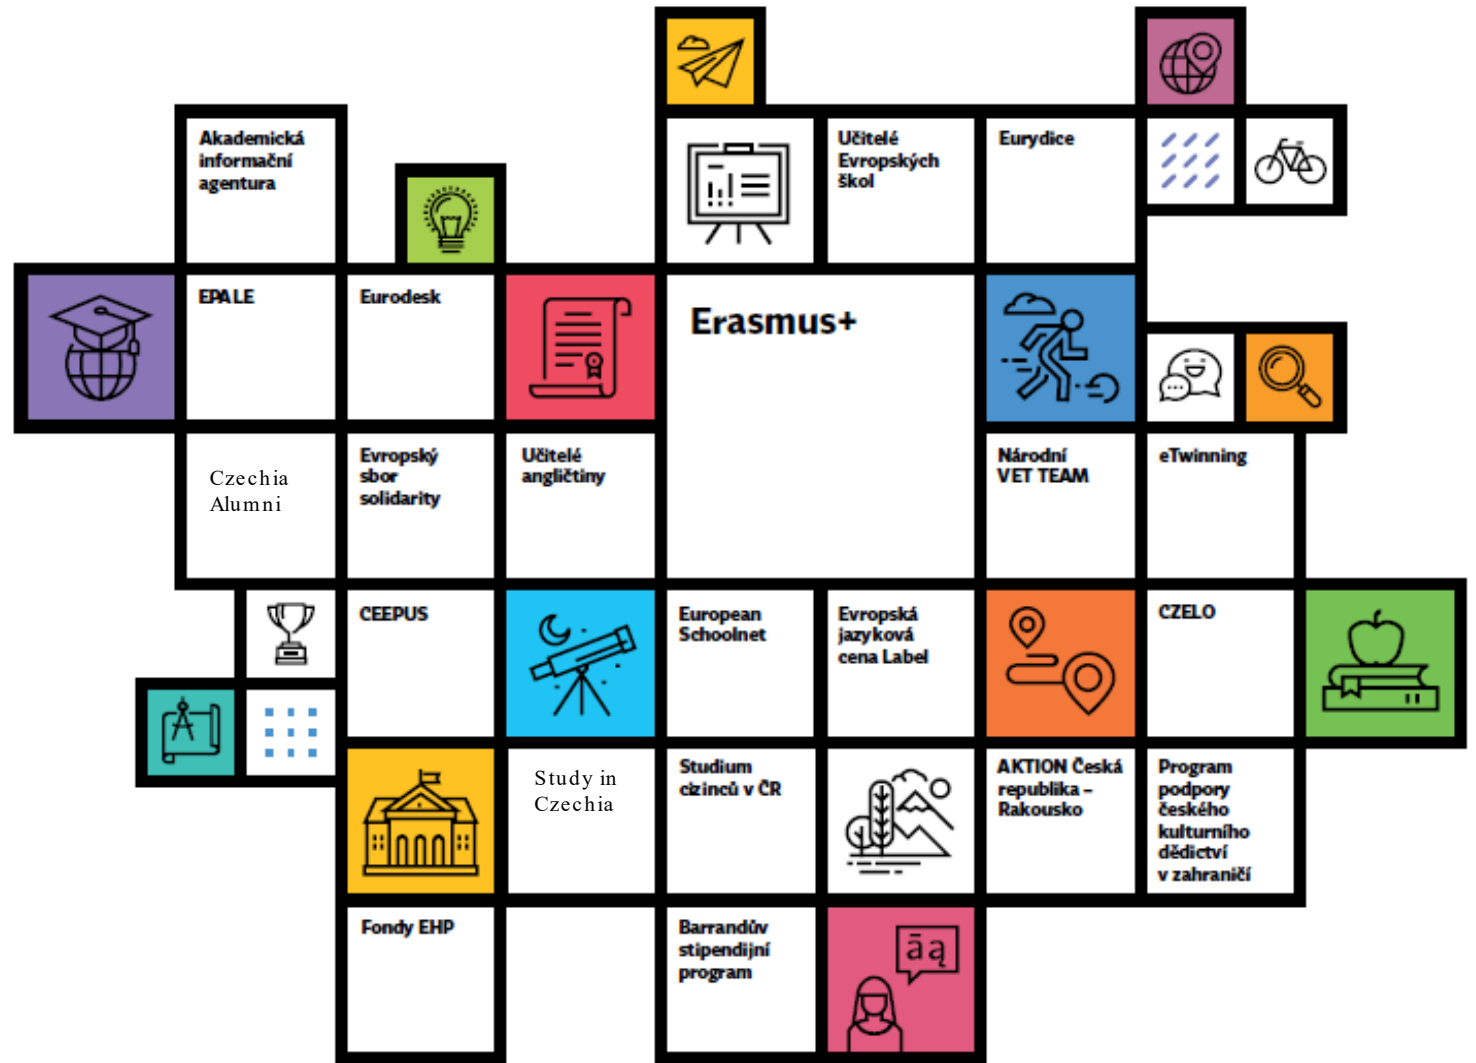 Akademická
informační
agentura
Učitelé
Evropských
škol
Eurydice
EPALE
Eurodesk
Erasmus+
Czechia
Alumni
Evropský
sbor
solidarity
Učitelé
angličtiny
Národní
VET TEAM
eTwinning
CEEPUS
European
Schoolnet
Evropská
jazyková
cena Label
CZELO
Study in
Czechia
Studium
cizinců v ČR
AKTION Česká
republika –
Rakousko
Program
podpory
českého
kulturního
dědictví
v zahraničí
Fondy EHP
Barrandův
stipendijní
program
āą